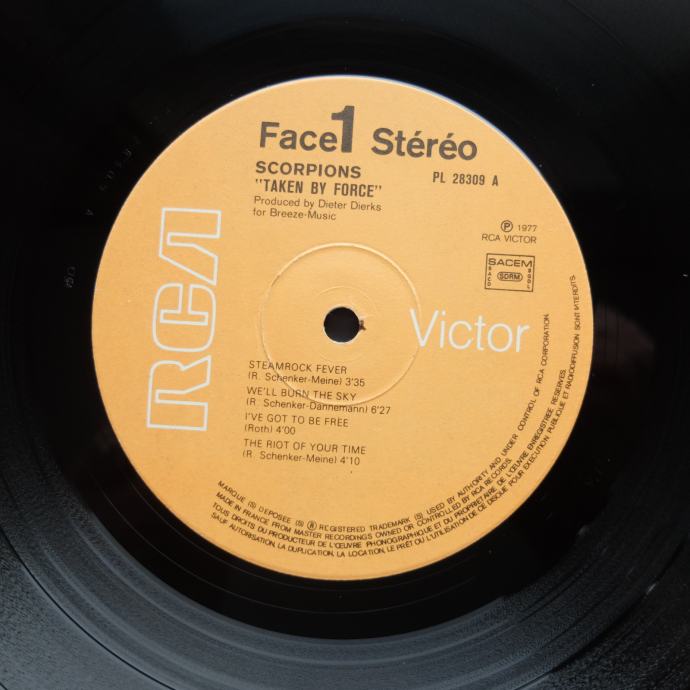 Face 1 Stéréo
SCORPIONS
"TAKEN BY FORCE"
PL 28309 A
Produced by Dieter Dierks
for Breeze-Music
℗ 1977
RCA VICTOR
SACEM
SACD SDRM SGDL
RCA
Victor
STEAMROCK FEVER
(R. Schenker-Meine) 3'35
WE'LL BURN THE SKY
(R. Schenker-Dannemann) 6'27
I'VE GOT TO BE FREE
(Roth) 4'00
THE RIOT OF YOUR TIME
(R. Schenker-Meine) 4'10
MARQUE (S) DEPOSEE (S) ® REGISTERED TRADEMARK (S) USED BY AUTHORITY AND UNDER CONTROL OF RCA CORPORATION.
MADE IN FRANCE FROM MASTER RECORDINGS OWNED OR CONTROLLED BY RCA RECORDS.
TOUS DROITS DU PRODUCTEUR DE L'ŒUVRE PHONOGRAPHIQUE ET DU PROPRIETAIRE DE L'ŒUVRE ENREGISTREE RESERVES.
SAUF AUTORISATION, LA DUPLICATION, LA LOCATION, LE PRÊT OU L'UTILISATION DE CE DISQUE POUR EXECUTION PUBLIQUE ET RADIODIFFUSION SONT INTERDITS.